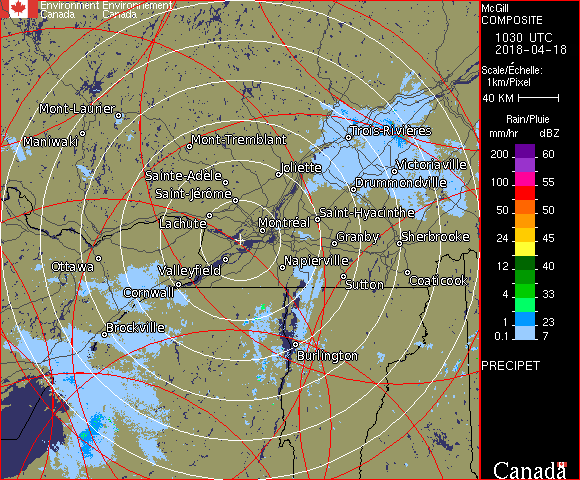 Environment Environnement
Canada Canada
McGill
COMPOSITE
1030 UTC
2018-04-18
Scale/Échelle:
1km/Pixel
40 KM
Rain/Pluie
mm/hr dBZ
200 60
150 55
100 55
50 50
24 45
12 40
4 33
1 23
0.1 7
PRECIPET
Canada
Mont-Laurier
Maniwaki
Mont-Tremblant
Trois-Rivières
Joliette
Victoriaville
Sainte-Adèle
Drummondville
Saint-Jérôme
Lachute
Saint-Hyacinthe
Montréal
Granby
Sherbrooke
Ottawa
Valleyfield
Napierville
Cornwall
Sutton
Coaticook
Brockville
Burlington